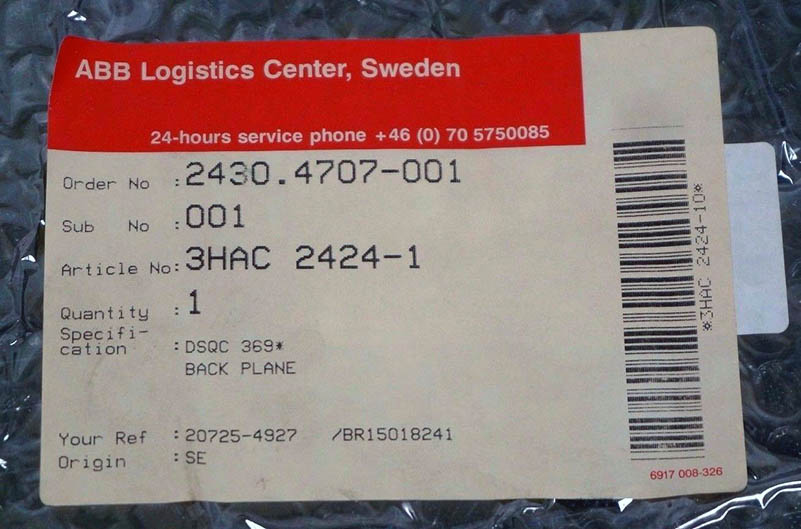 ABB Logistics Center, Sweden
24-hours service phone +46 (0) 70 5750085
Order No :2430.4707-001
Sub No :001
Article No:3HAC 2424-1
Quantity :1
Specifi-
cation :DSQC 369*
BACK PLANE
Your Ref :20725-4927 /BR15018241
Origin :SE
*3HAC 2424-10*
6917 008-326